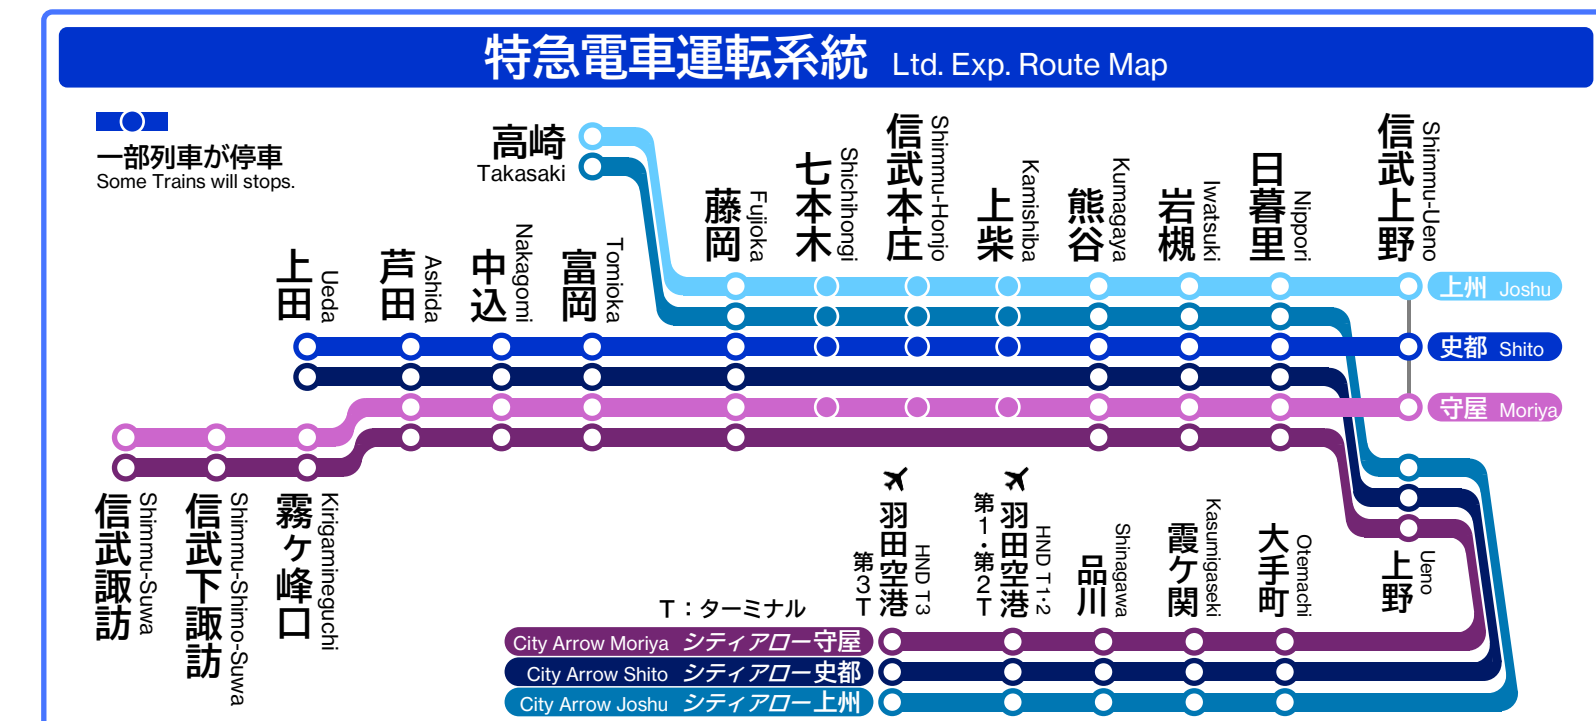 特急電車運転系統 Ltd. Exp. Route Map
一部列車が停車
Some Trains will stops.
高崎
Takasaki
上田
Ueda
芦田
Ashida
中込
Nakagomi
富岡
Tomioka
藤岡
Fujioka
七本木
Shichihongi
信武本庄
Shimmu-Honjo
上柴
Kamishiba
熊谷
Kumagaya
岩槻
Iwatsuki
日暮里
Nippori
信武上野
Shimmu-Ueno
上州 Joshu
史都 Shito
守屋 Moriya
信武諏訪
Shimmu-Suwa
信武下諏訪
Shimmu-Shimo-Suwa
霧ヶ峰口
Kirigamineguchi
羽田空港
第3T
HND T3
羽田空港
第1・第2T
HND T1・2
品川
Shinagawa
霞ケ関
Kasumigaseki
大手町
Otemachi
上野
Ueno
T：ターミナル
City Arrow Moriya シティアロー守屋
City Arrow Shito シティアロー史都
City Arrow Joshu シティアロー上州